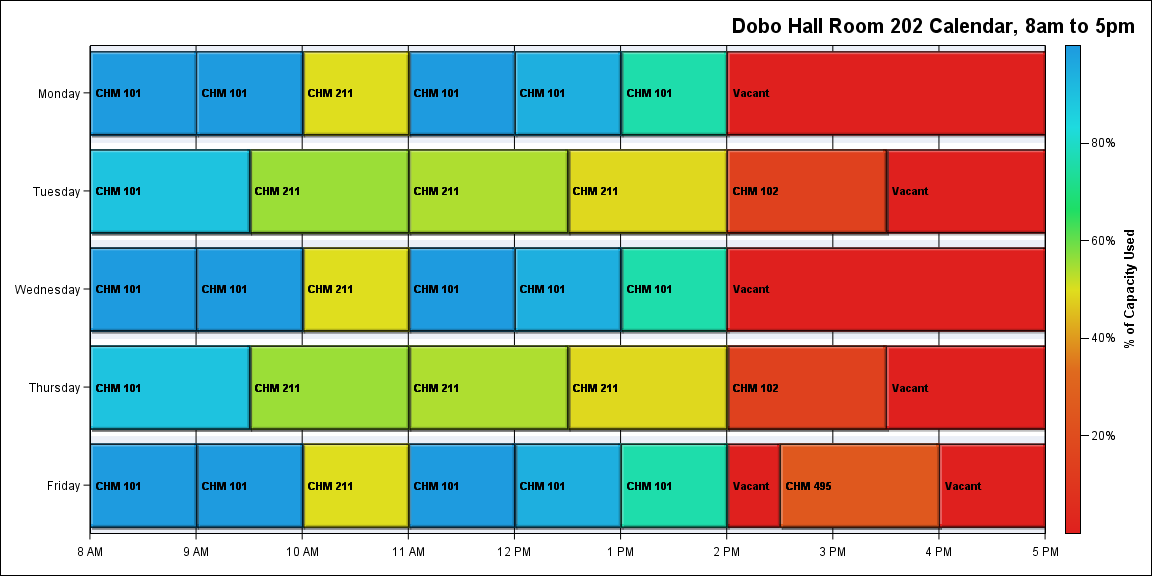 Dobo Hall Room 202 Calendar, 8am to 5pm
Monday
CHM 101
CHM 101
CHM 211
CHM 101
CHM 101
CHM 101
Vacant
Tuesday
CHM 101
CHM 211
CHM 211
CHM 211
CHM 102
Vacant
Wednesday
CHM 101
CHM 101
CHM 211
CHM 101
CHM 101
CHM 101
Vacant
Thursday
CHM 101
CHM 211
CHM 211
CHM 211
CHM 102
Vacant
Friday
CHM 101
CHM 101
CHM 211
CHM 101
CHM 101
CHM 101
Vacant
CHM 495
Vacant
8 AM
9 AM
10 AM
11 AM
12 PM
1 PM
2 PM
3 PM
4 PM
5 PM
80%
60%
40%
20%
% of Capacity Used